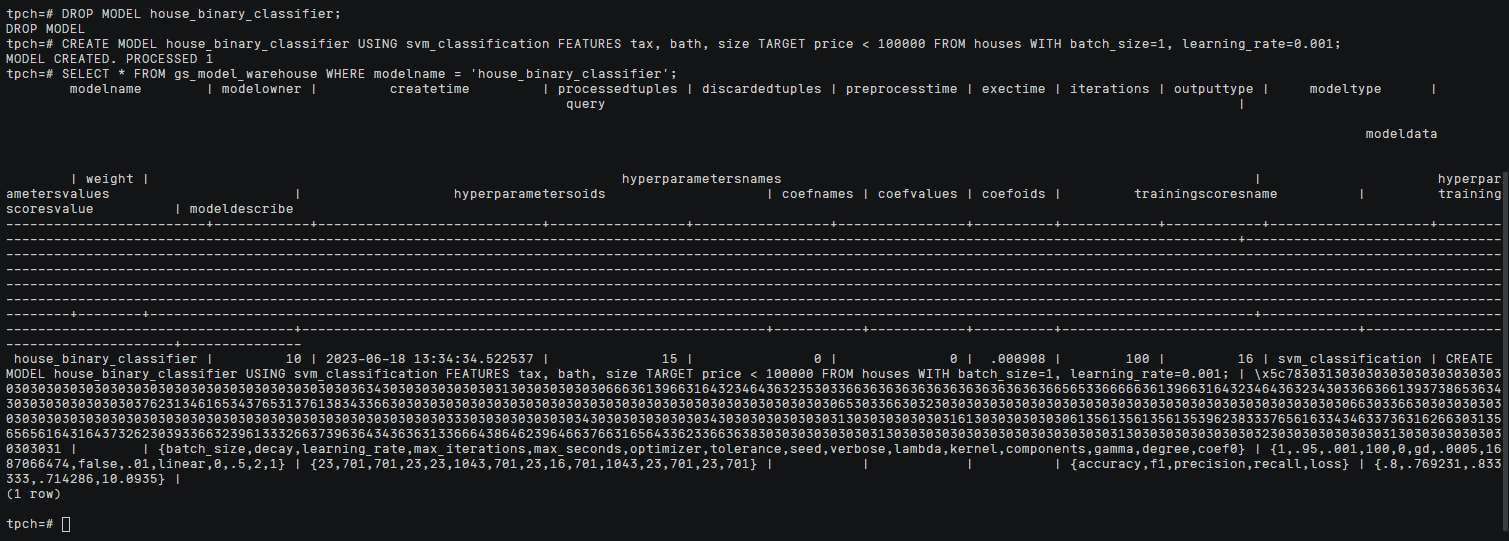 tpch=# DROP MODEL house_binary_classifier;
DROP MODEL
tpch=# CREATE MODEL house_binary_classifier USING svm_classification FEATURES tax, bath, size TARGET price < 100000 FROM houses WITH batch_size=1, learning_rate=0.001;
MODEL CREATED. PROCESSED 1
tpch=# SELECT * FROM gs_model_warehouse WHERE modelname = 'house_binary_classifier';
modelname | modelowner | createtime | processedtuples | discardedtuples | preprocesstime | exectime | iterations | outputtype | modeltype |
query |
modeldata
| weight | hyperparametersnames | hyperpar
ametersvalues | hyperparametersoids | coefnames | coefvalues | coefoids | trainingscoresname | training
scoresvalue | modeldescribe
house_binary_classifier | 10 | 2023-06-18 13:34:34.522537 | 15 | 0 | 0 | .000908 | 100 | 16 | svm_classification | CREATE
MODEL house_binary_classifier USING svm_classification FEATURES tax, bath, size TARGET price < 100000 FROM houses WITH batch_size=1, learning_rate=0.001; |
0303031 | | {batch_size,decay,learning_rate,max_iterations,max_seconds,optimizer,tolerance,seed,verbose,lambda,kernel,components,gamma,degree,coef0} | {1,.95,.001,100,0,gd,.0005,16
87066474,false,.01,linear,0,.5,2,1} | {23,701,701,23,23,1043,701,23,16,701,1043,23,701,23,701} | | | | {accuracy,f1,precision,recall,loss} | {.8,.769231,.833
333,.714286,10.0935} |
(1 row)
tpch=#